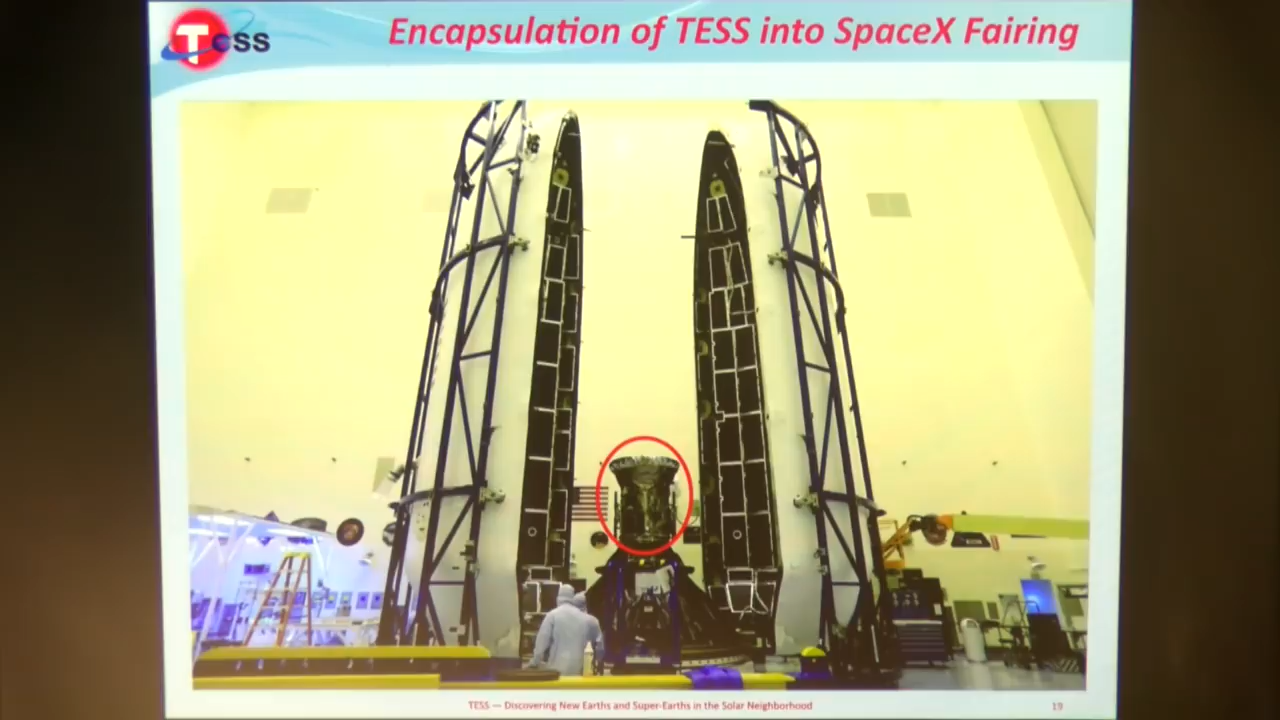 Tess
Encapsulation of TESS into SpaceX Fairing
TESS — Discovering New Earths and Super-Earths in the Solar Neighborhood
19